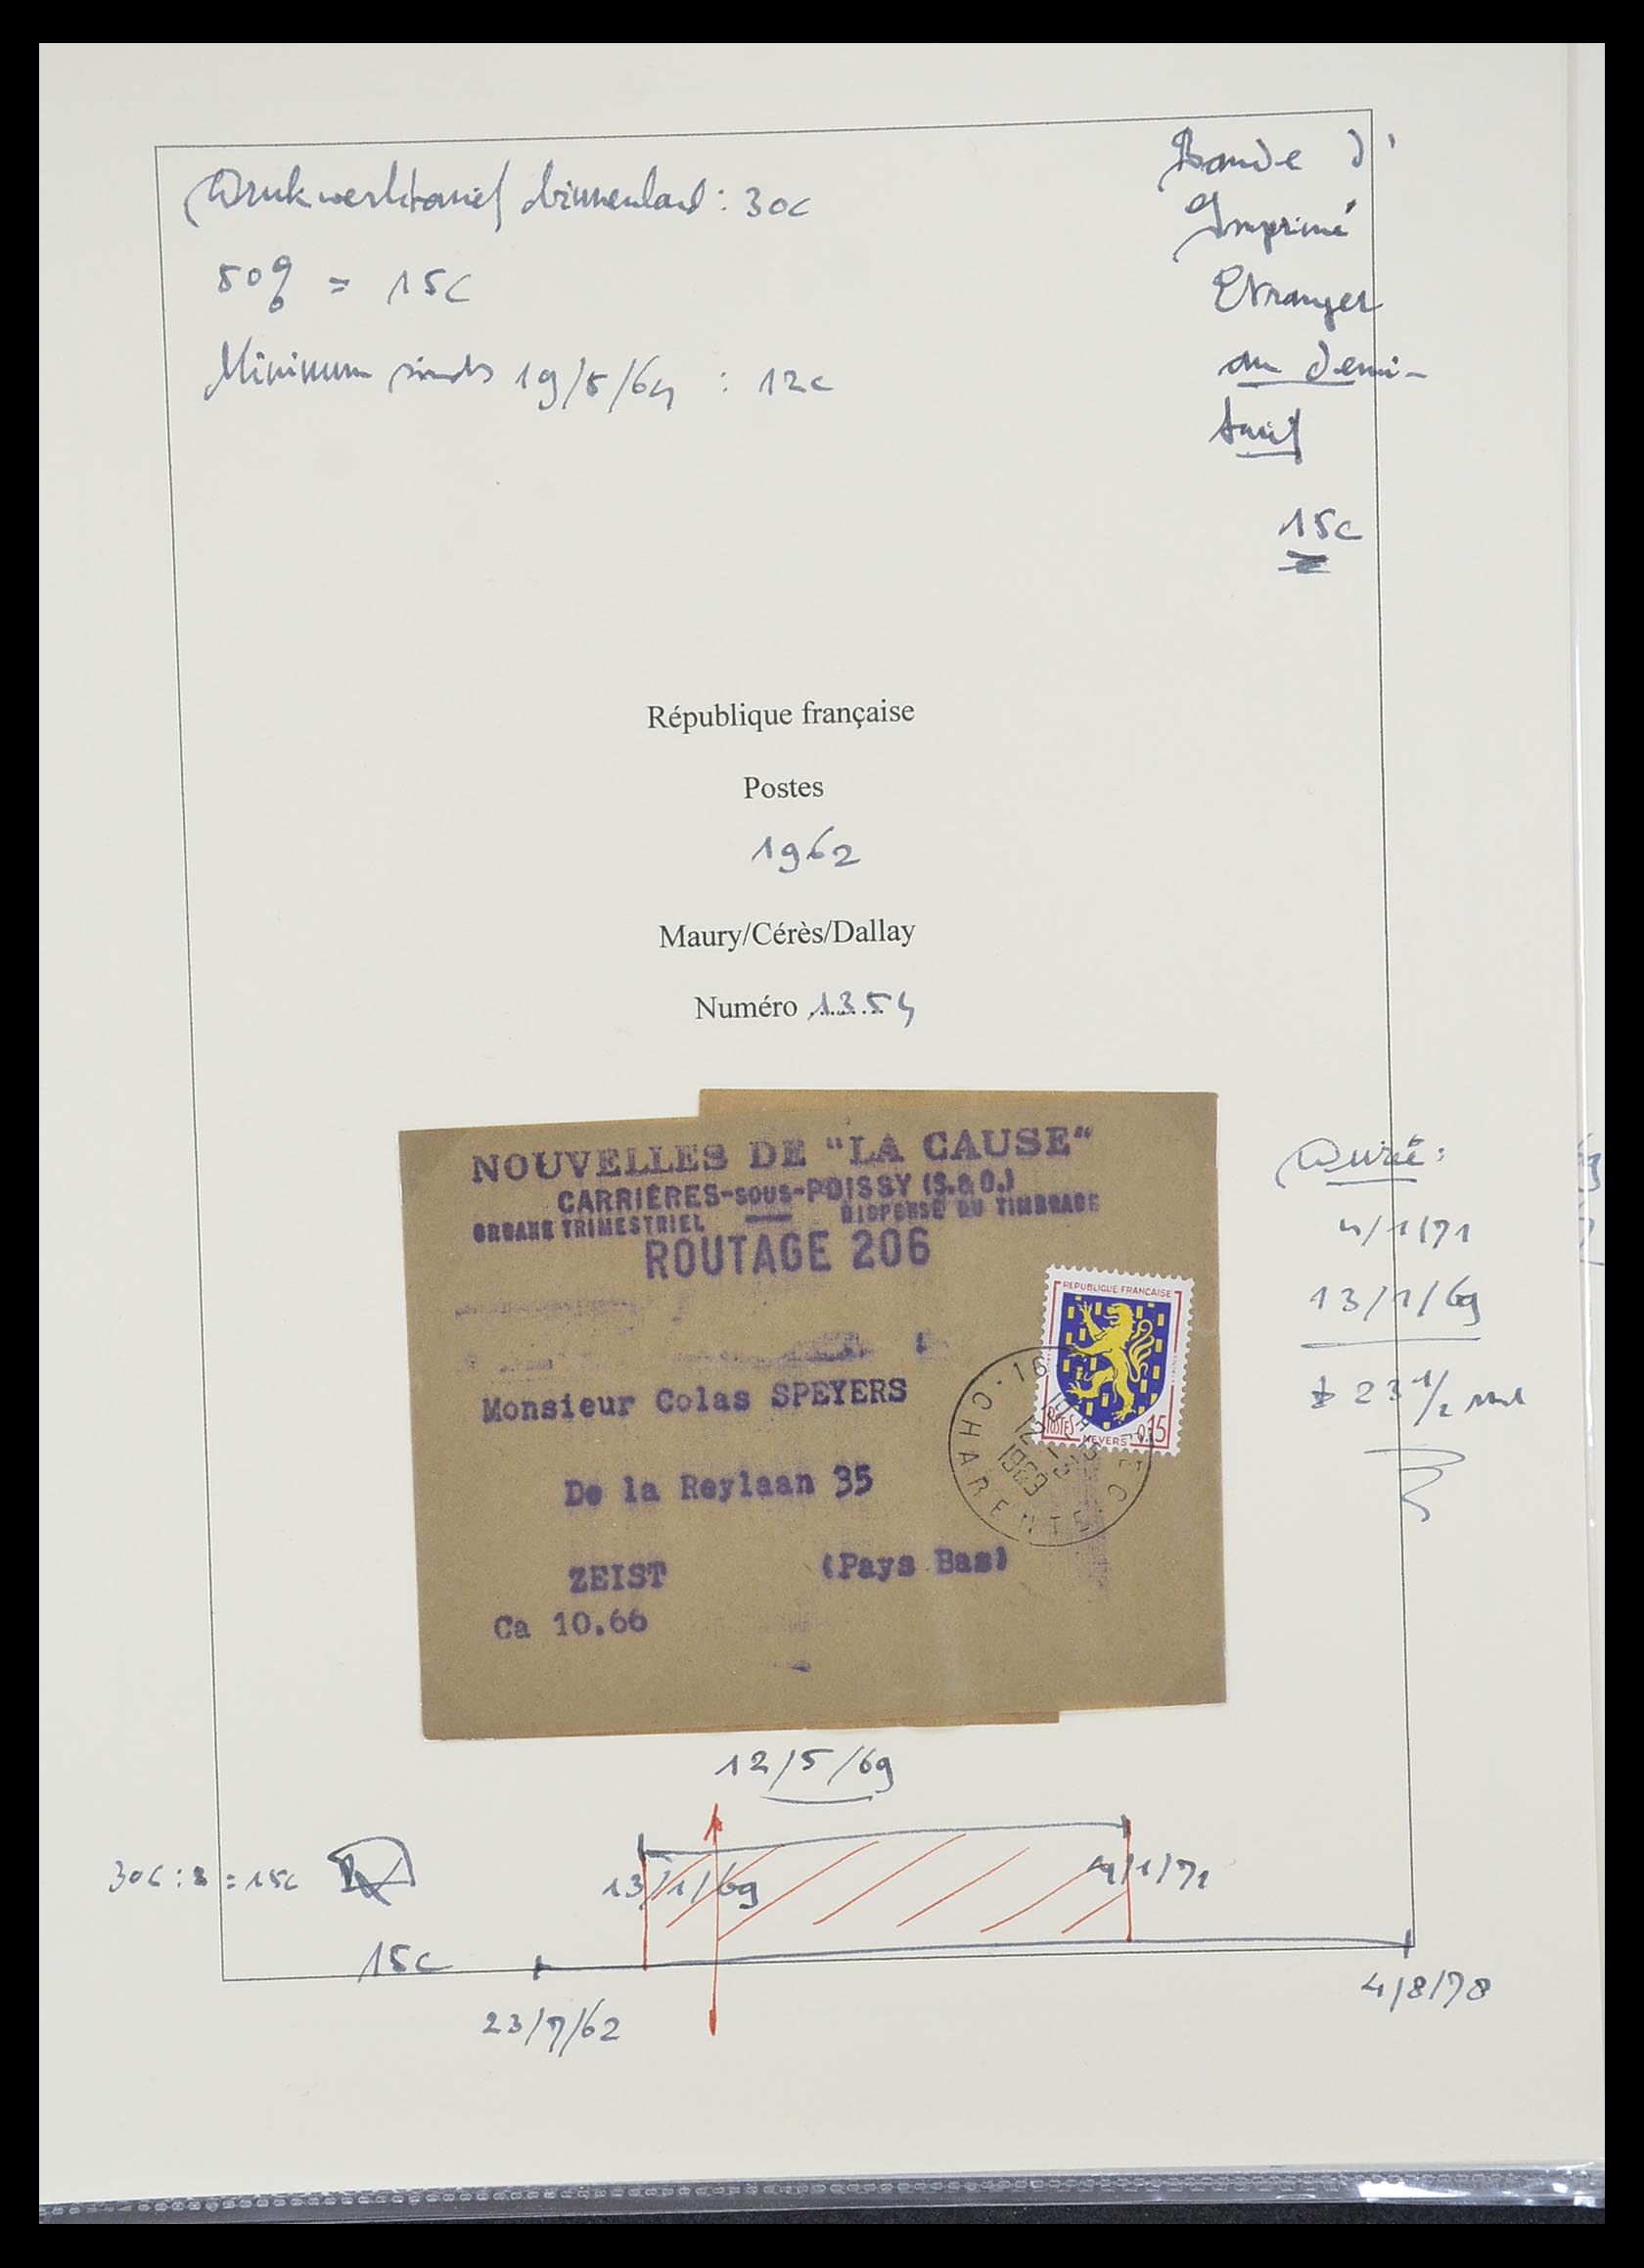 Drukwerktarief binnenland: 30c
50% = 15c
Minimum sinds 19/5/64 : 12c
Bande d'
Imprimé
Etranger
au demi-
tarif
15c
République française
Postes
1962
Maury/Cérès/Dallay
Numéro 1354
NOUVELLES DE "LA CAUSE"
CARRIÈRES-SOUS-POISSY (S.&O.)
ORGANE TRIMESTRIEL DISPENSÉ DU TIMBRAGE
ROUTAGE 206
REPUBLIQUE FRANCAISE
POSTES NEVERS 0,15
16
CHARENTE
1969
Monsieur Colas SPEYERS
De la Reylaan 35
ZEIST (Pays Bas)
Ca 10.66
Durée:
4/1/71
13/1/69
± 23 1/2
12/5/69
30c : 2 = 15c
13/1/69
4/1/71
15c
23/7/62
4/8/78